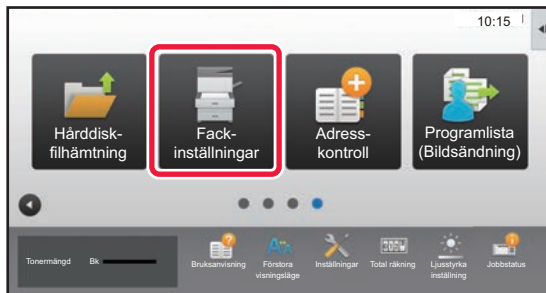 10:15
Hårddisk-
filhämtning
Fack-
inställningar
Adress-
kontroll
Programlista
(Bildsändning)
Tonermängd Bk
Bruksanvisning
Förstora
visningsläge
Inställningar
Total räkning
Ljusstyrka
inställning
Jobbstatus